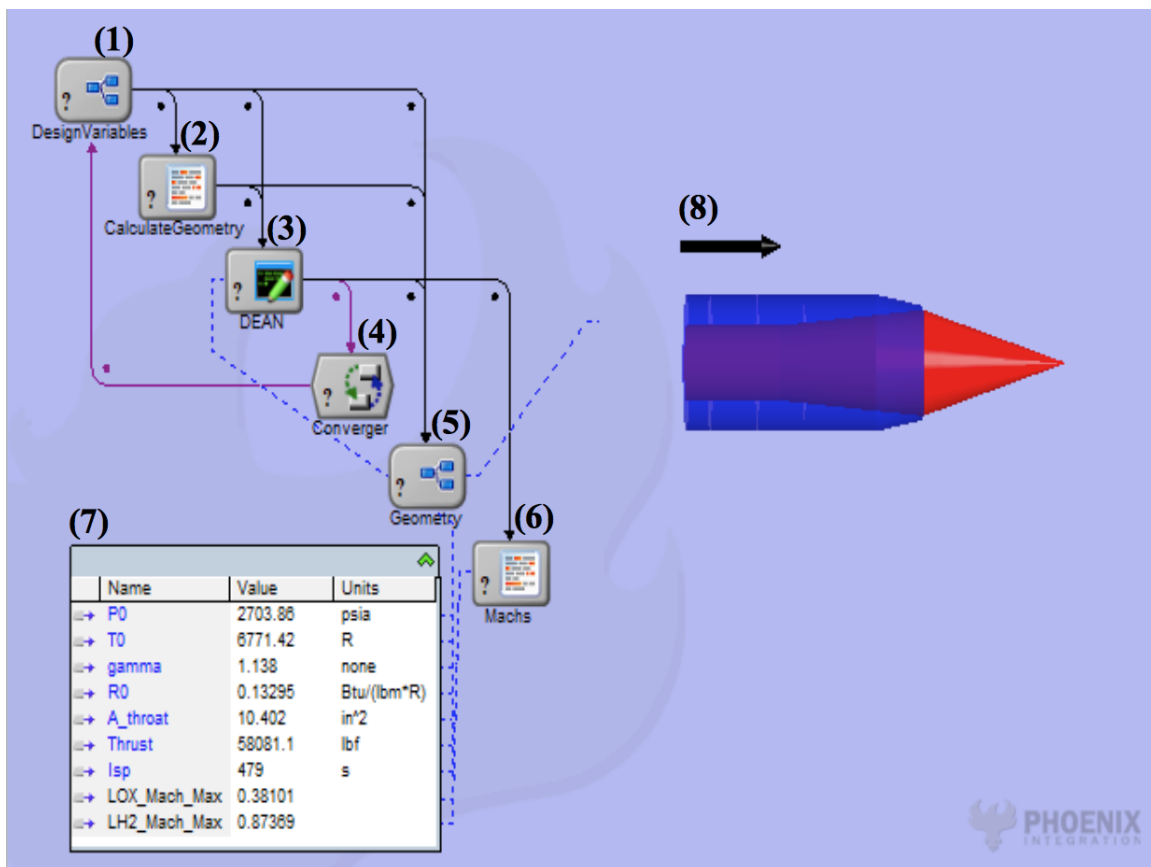 (1)
?
DesignVariables
(2)
?
CalculateGeometry
(3)
?
DEAN
(4)
?
Converger
(5)
?
Geometry
(6)
?
Machs
(7)
Name Value Units
P0 2703.86 psia
T0 6771.42 R
gamma 1.138 none
R0 0.13295 Btu/(lbm*R)
A_throat 10.402 in^2
Thrust 58081.1 lbf
Isp 479 s
LOX_Mach_Max 0.38101
LH2_Mach_Max 0.87369
(8)
PHOENIX
INTEGRATION